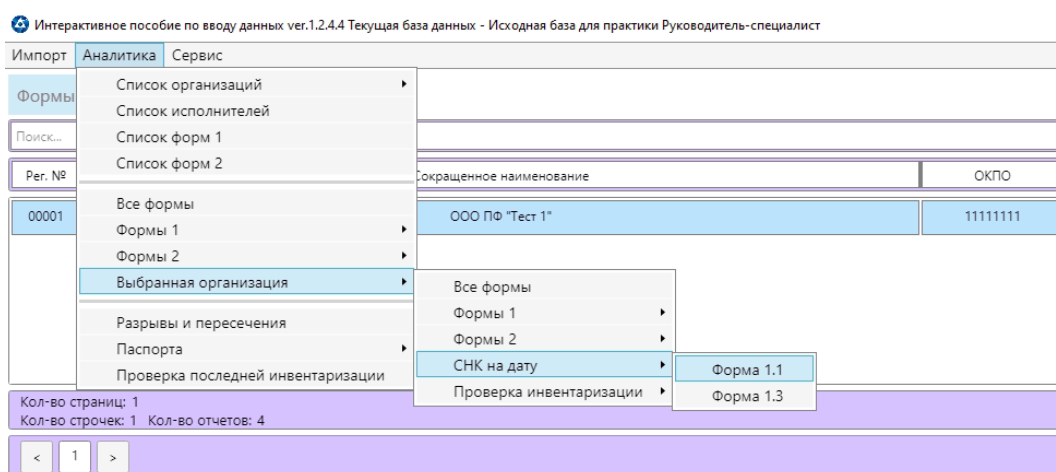 Интерактивное пособие по вводу данных ver.1.2.4.4 Текущая база данных - Исходная база для практики Руководитель-специалист
Импорт Аналитика Сервис
Формы
Поиск...
Список организаций
Список исполнителей
Список форм 1
Список форм 2
Рег. № Сокращенное наименование ОКПО
Все формы
00001 ООО ПФ "Тест 1" 11111111
Формы 1
Формы 2
Выбранная организация
Разрывы и пересечения
Паспорта
Проверка последней инвентаризации
Все формы
Формы 1
Формы 2
СНК на дату
Проверка инвентаризации
Форма 1.1
Форма 1.3
Кол-во страниц: 1
Кол-во строчек: 1 Кол-во отчетов: 4
< 1 >